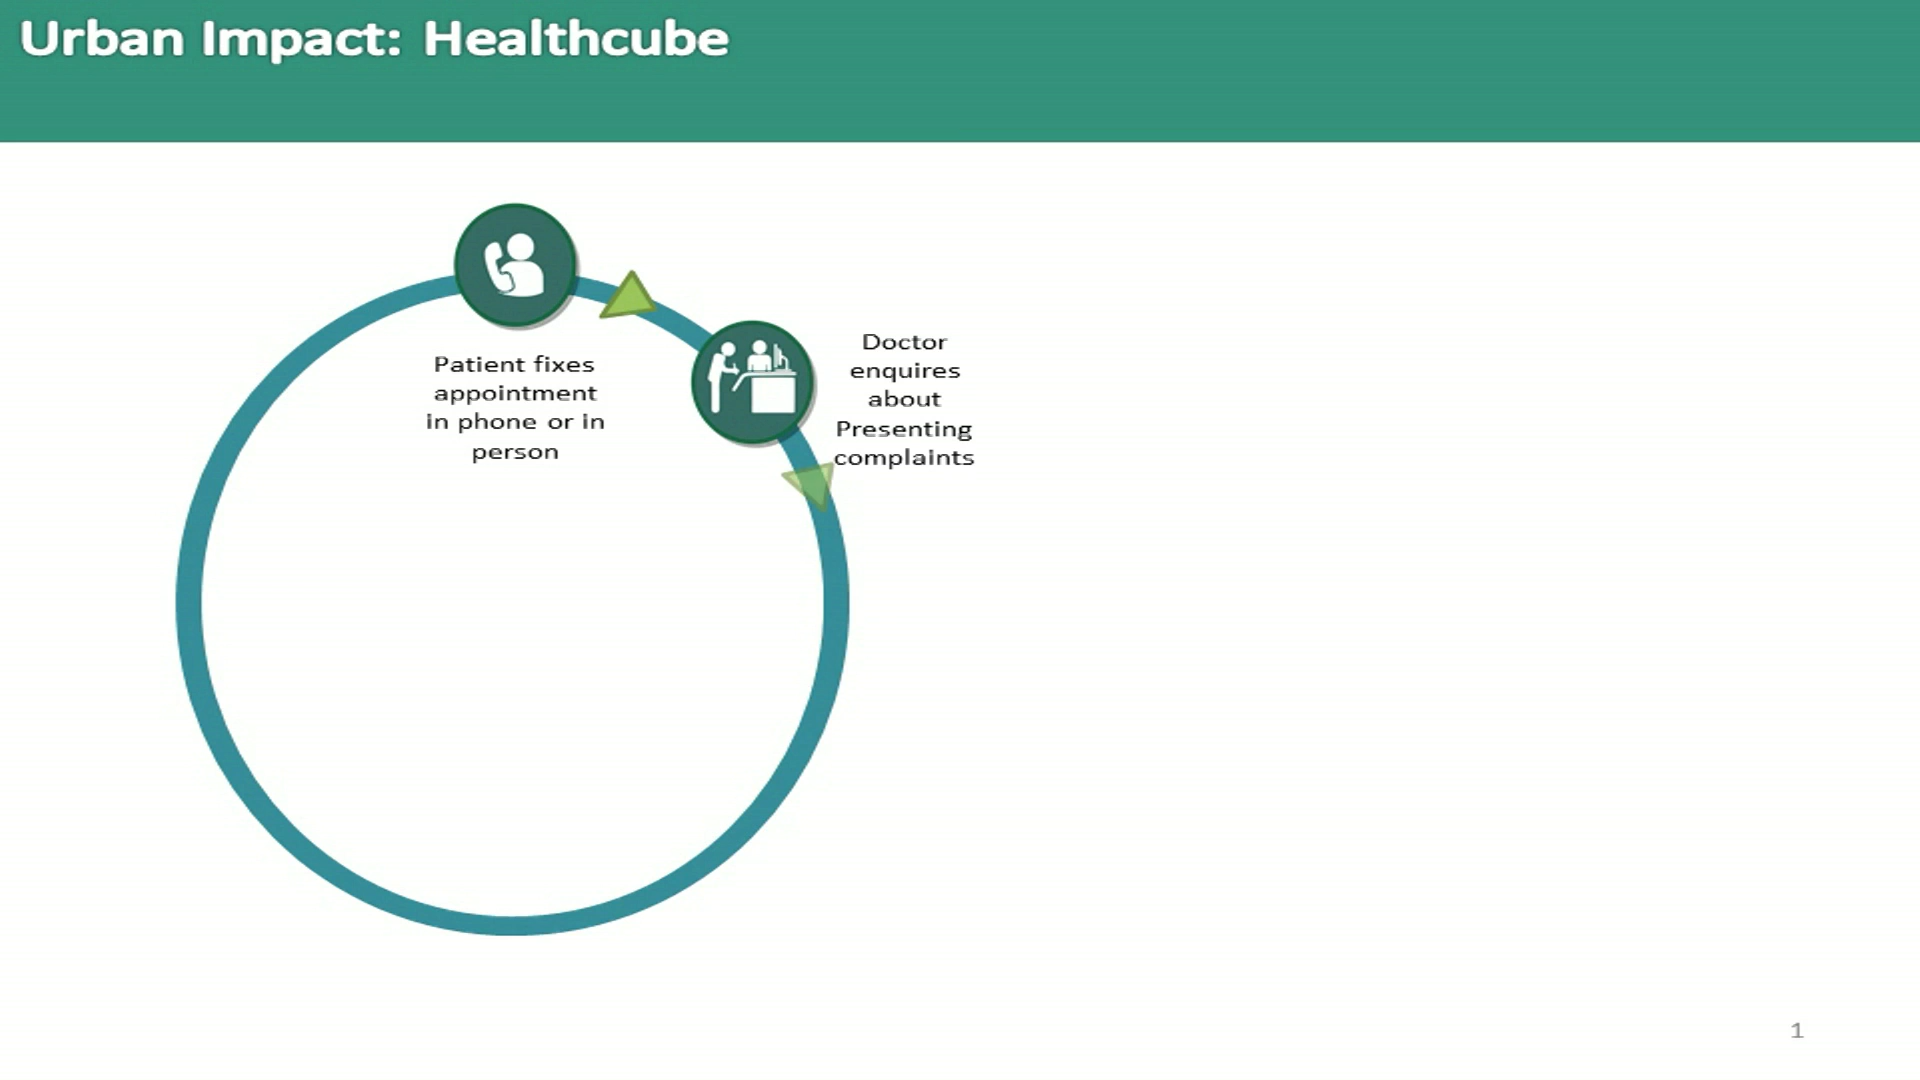 Urban Impact: Healthcube
Patient fixes
appointment
in phone or in
person
Doctor
enquires
about
Presenting
complaints
1